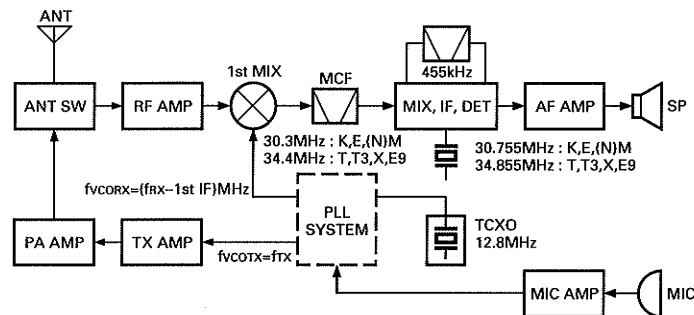 ANT
1st MIX
MCF
455kHz
ANT SW
RF AMP
MIX, IF, DET
AF AMP
SP
30.3MHz : K,E,(N)M
34.4MHz : T,T3,X,E9
30.755MHz : K,E,(N)M
34.855MHz : T,T3,X,E9
fVCORX=(fRX-1st IF)MHz
PLL
SYSTEM
TCXO
12.8MHz
PA AMP
TX AMP
fVCOTX=fTX
MIC AMP
MIC